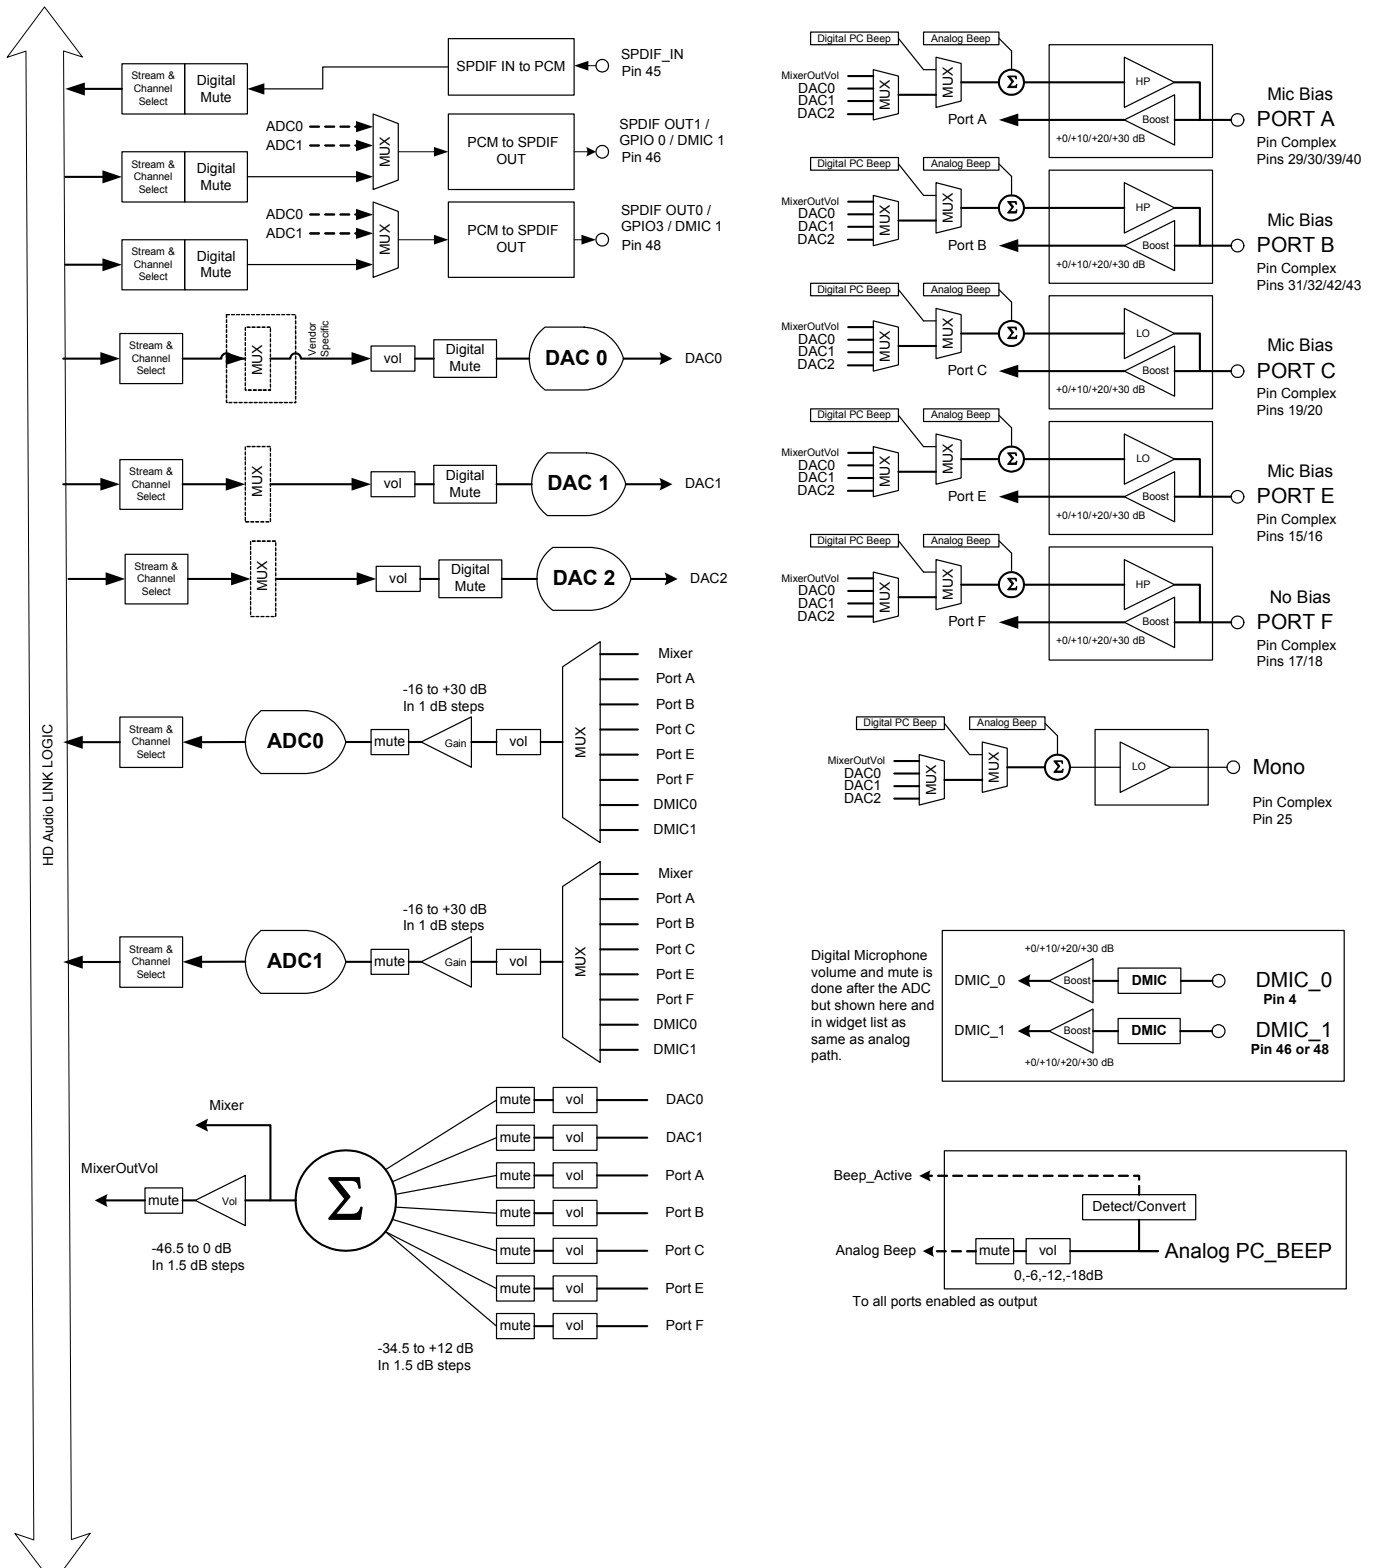 HD Audio LINK LOGIC
Stream &
Channel
Select
Digital
Mute
SPDIF IN to PCM
SPDIF_IN
Pin 45
ADC0
ADC1
Stream &
Channel
Select
Digital
Mute
MUX
PCM to SPDIF
OUT
SPDIF OUT1 /
GPIO 0 / DMIC 1
Pin 46
ADC0
ADC1
Stream &
Channel
Select
Digital
Mute
MUX
PCM to SPDIF
OUT
SPDIF OUT0 /
GPIO3 / DMIC 1
Pin 48
Stream &
Channel
Select
MUX
Vendor
Specific
vol
Digital
Mute
DAC 0
DAC0
Stream &
Channel
Select
MUX
vol
Digital
Mute
DAC 1
DAC1
Stream &
Channel
Select
MUX
vol
Digital
Mute
DAC 2
DAC2
Stream &
Channel
Select
ADC0
mute
-16 to +30 dB
In 1 dB steps
Gain
vol
MUX
Mixer
Port A
Port B
Port C
Port E
Port F
DMIC0
DMIC1
Stream &
Channel
Select
ADC1
mute
-16 to +30 dB
In 1 dB steps
Gain
vol
MUX
Mixer
Port A
Port B
Port C
Port E
Port F
DMIC0
DMIC1
Mixer
MixerOutVol
mute
Vol
-46.5 to 0 dB
In 1.5 dB steps
Σ
mute vol DAC0
mute vol DAC1
mute vol Port A
mute vol Port B
mute vol Port C
mute vol Port E
mute vol Port F
-34.5 to +12 dB
In 1.5 dB steps
Digital PC Beep
Analog Beep
MixerOutVol
DAC0
DAC1
DAC2
MUX
MUX
Σ
HP
Port A
Boost
+0/+10/+20/+30 dB
Mic Bias
PORT A
Pin Complex
Pins 29/30/39/40
Digital PC Beep
Analog Beep
MixerOutVol
DAC0
DAC1
DAC2
MUX
MUX
Σ
HP
Port B
Boost
+0/+10/+20/+30 dB
Mic Bias
PORT B
Pin Complex
Pins 31/32/42/43
Digital PC Beep
Analog Beep
MixerOutVol
DAC0
DAC1
DAC2
MUX
MUX
Σ
LO
Port C
Boost
+0/+10/+20/+30 dB
Mic Bias
PORT C
Pin Complex
Pins 19/20
Digital PC Beep
Analog Beep
MixerOutVol
DAC0
DAC1
DAC2
MUX
MUX
Σ
LO
Port E
Boost
+0/+10/+20/+30 dB
Mic Bias
PORT E
Pin Complex
Pins 15/16
Digital PC Beep
Analog Beep
MixerOutVol
DAC0
DAC1
DAC2
MUX
MUX
Σ
HP
Port F
Boost
+0/+10/+20/+30 dB
No Bias
PORT F
Pin Complex
Pins 17/18
Digital PC Beep
Analog Beep
MixerOutVol
DAC0
DAC1
DAC2
MUX
MUX
Σ
LO
Mono
Pin Complex
Pin 25
Digital Microphone
volume and mute is
done after the ADC
but shown here and
in widget list as
same as analog
path.
+0/+10/+20/+30 dB
DMIC_0
Boost
DMIC
DMIC_0
Pin 4
DMIC_1
Boost
DMIC
DMIC_1
Pin 46 or 48
+0/+10/+20/+30 dB
Beep_Active
Detect/Convert
Analog Beep
mute
vol
Analog PC_BEEP
0,-6,-12,-18dB
To all ports enabled as output